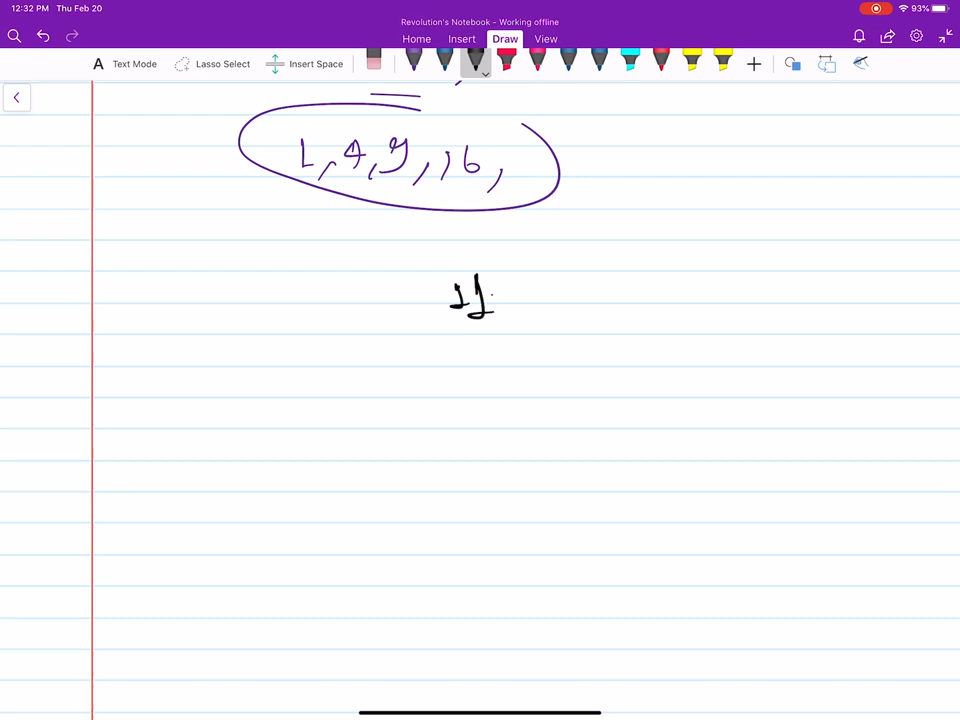 12:32 PM Thu Feb 20
93%
Revolution's Notebook - Working offline
Home Insert Draw View
A Text Mode Lasso Select Insert Space
1, 4, 9, 16,
11